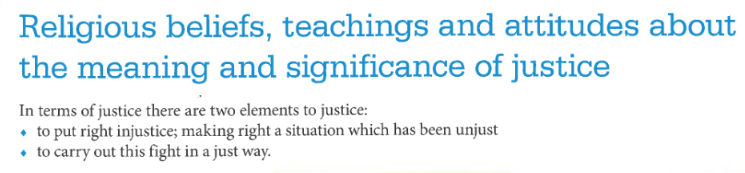 Religious beliefs, teachings and attitudes about
the meaning and significance of justice
In terms of justice there are two elements to justice:
♦ to put right injustice; making right a situation which has been unjust
♦ to carry out this fight in a just way.